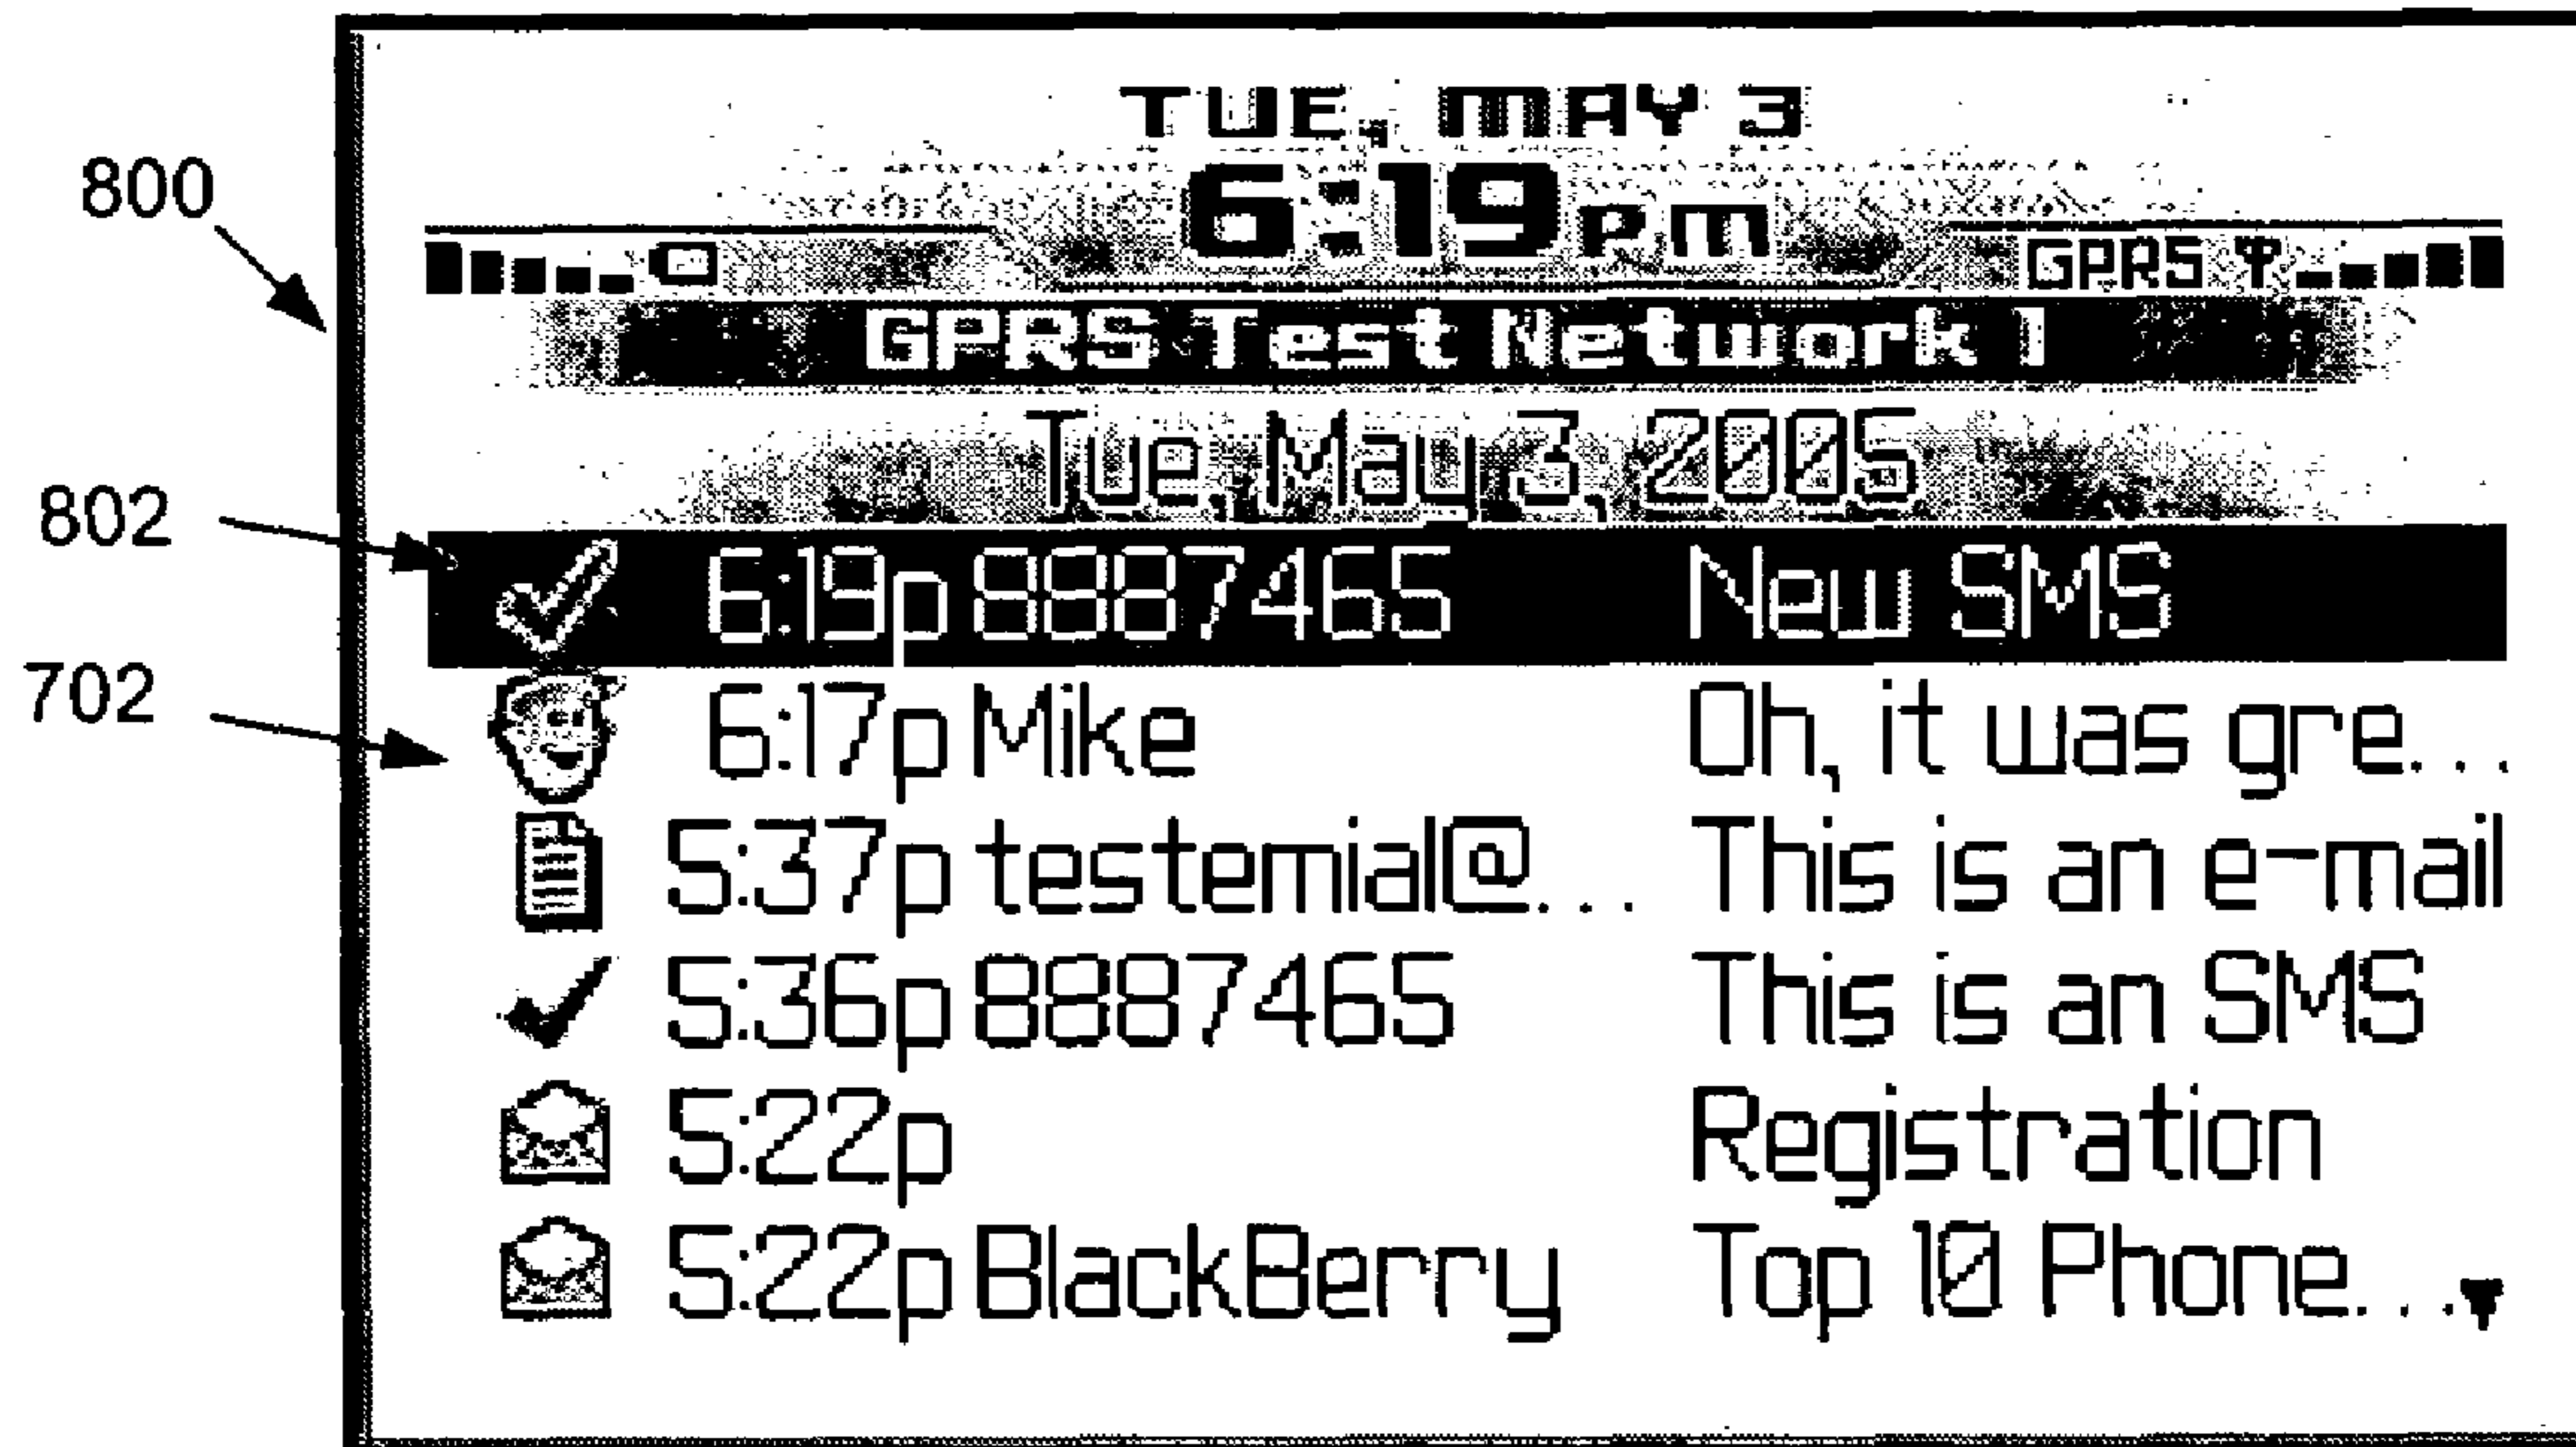 TUE, MAY 3
800
6:19pm
GPRS
GPRS Test Network 1
Tue, May 3, 2005
802
6:19p 8887465 New SMS
702
6:17p Mike Oh, it was gre...
5:37p testemial@... This is an e-mail
5:36p 8887465 This is an SMS
5:22p Registration
5:22p BlackBerry Top 10 Phone...